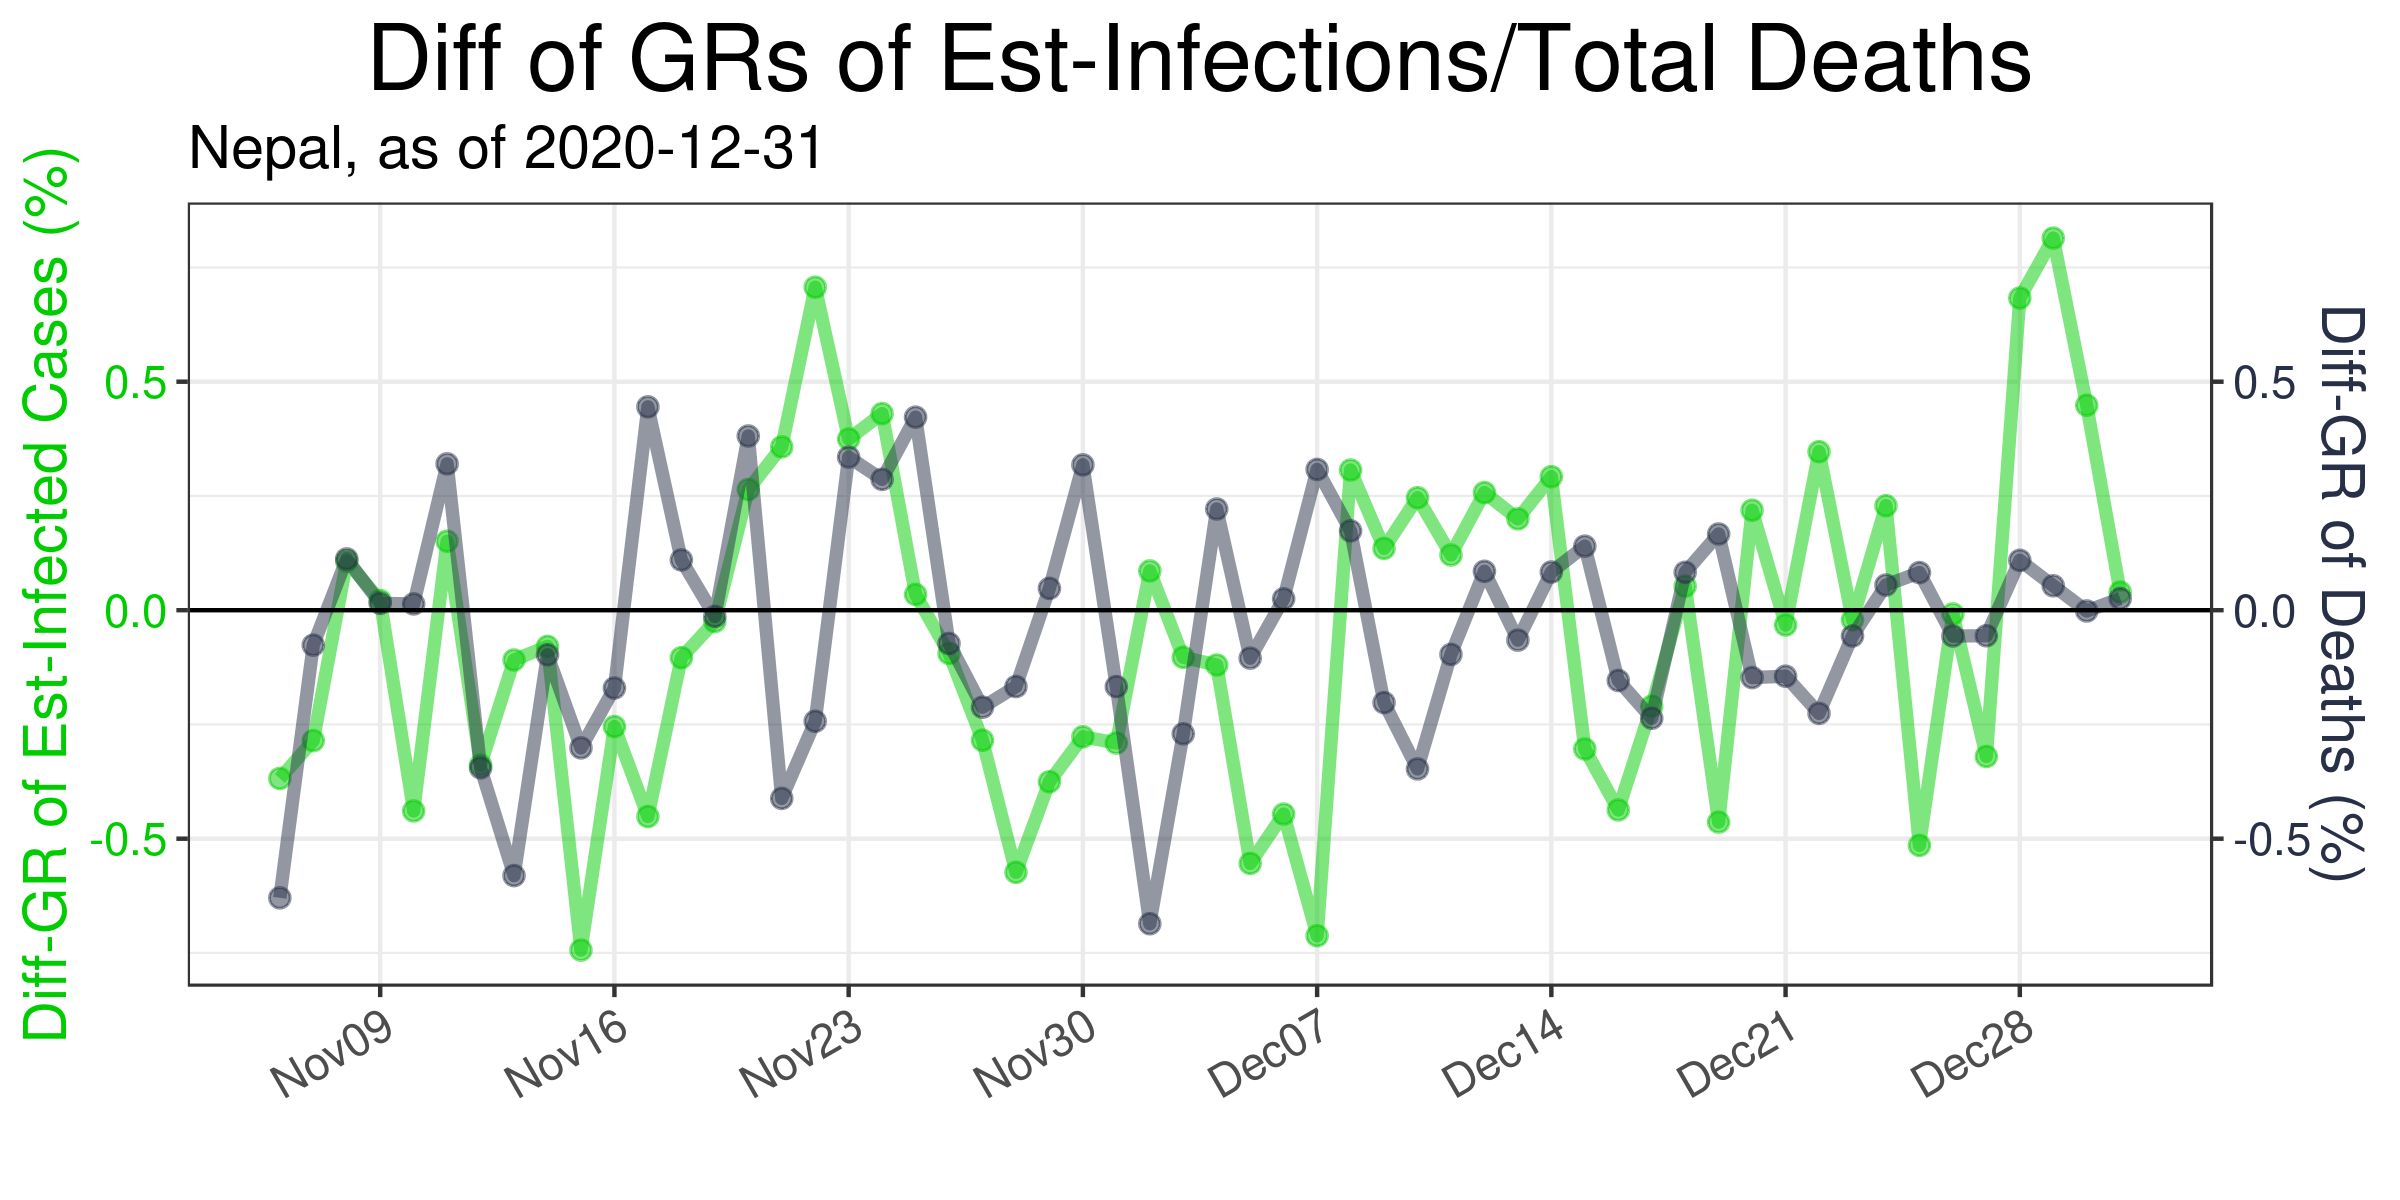 Diff of GRs of Est-Infections/Total Deaths
Nepal, as of 2020-12-31
Diff-GR of Est-Infected Cases (%)
0.5
0.0
-0.5
0.5
0.0
-0.5
Diff-GR of Deaths (%)
Nov09
Nov16
Nov23
Nov30
Dec07
Dec14
Dec21
Dec28